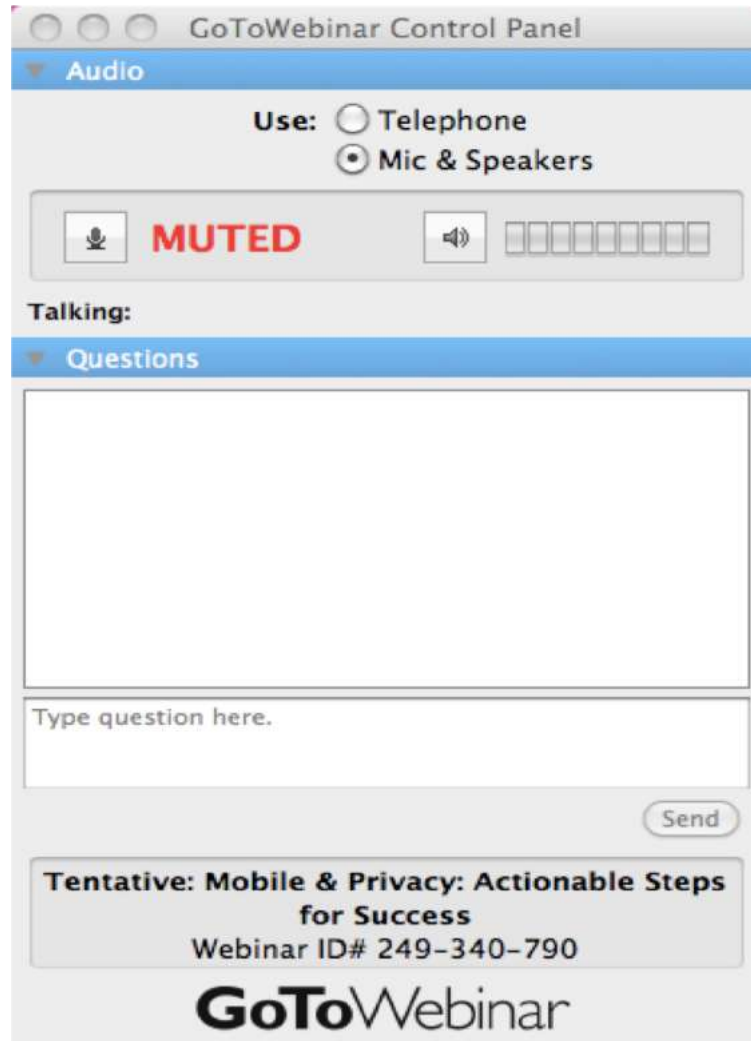 GoToWebinar Control Panel
Audio
Use: Telephone
Mic & Speakers
MUTED
Talking:
Questions
Type question here.
Send
Tentative: Mobile & Privacy: Actionable Steps
for Success
Webinar ID# 249-340-790
GoToWebinar